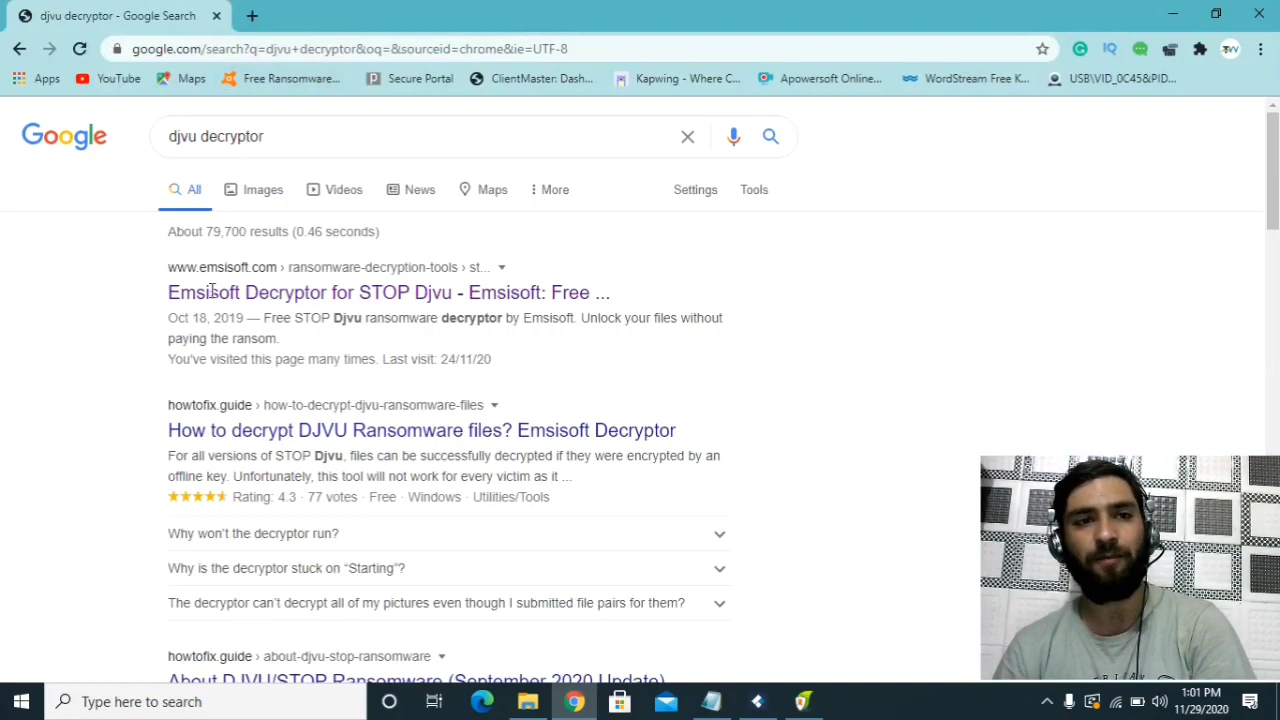 djvu decryptor - Google Search
google.com/search?q=djvu+decryptor&oq=&sourceid=chrome&ie=UTF-8
Apps YouTube Maps Free Ransomware... Secure Portal ClientMaster: Dash... Kapwing - Where C... Apowersoft Online... WordStream Free K... USB\VID_0C45&PID...
Google djvu decryptor
All Images Videos News Maps More Settings Tools
About 79,700 results (0.46 seconds)
www.emsisoft.com › ransomware-decryption-tools › st...
Emsisoft Decryptor for STOP Djvu - Emsisoft: Free ...
Oct 18, 2019 — Free STOP Djvu ransomware decryptor by Emsisoft. Unlock your files without
paying the ransom.
You've visited this page many times. Last visit: 24/11/20
howtofix.guide › how-to-decrypt-djvu-ransomware-files
How to decrypt DJVU Ransomware files? Emsisoft Decryptor
For all versions of STOP Djvu, files can be successfully decrypted if they were encrypted by an
offline key. Unfortunately, this tool will not work for every victim as it ...
Rating: 4.3 · 77 votes · Free · Windows · Utilities/Tools
Why won't the decryptor run?
Why is the decryptor stuck on “Starting”?
The decryptor can't decrypt all of my pictures even though I submitted file pairs for them?
howtofix.guide › about-djvu-stop-ransomware
About DJVU/STOP Ransomware (September 2020 Update)
Type here to search
1:01 PM
11/29/2020